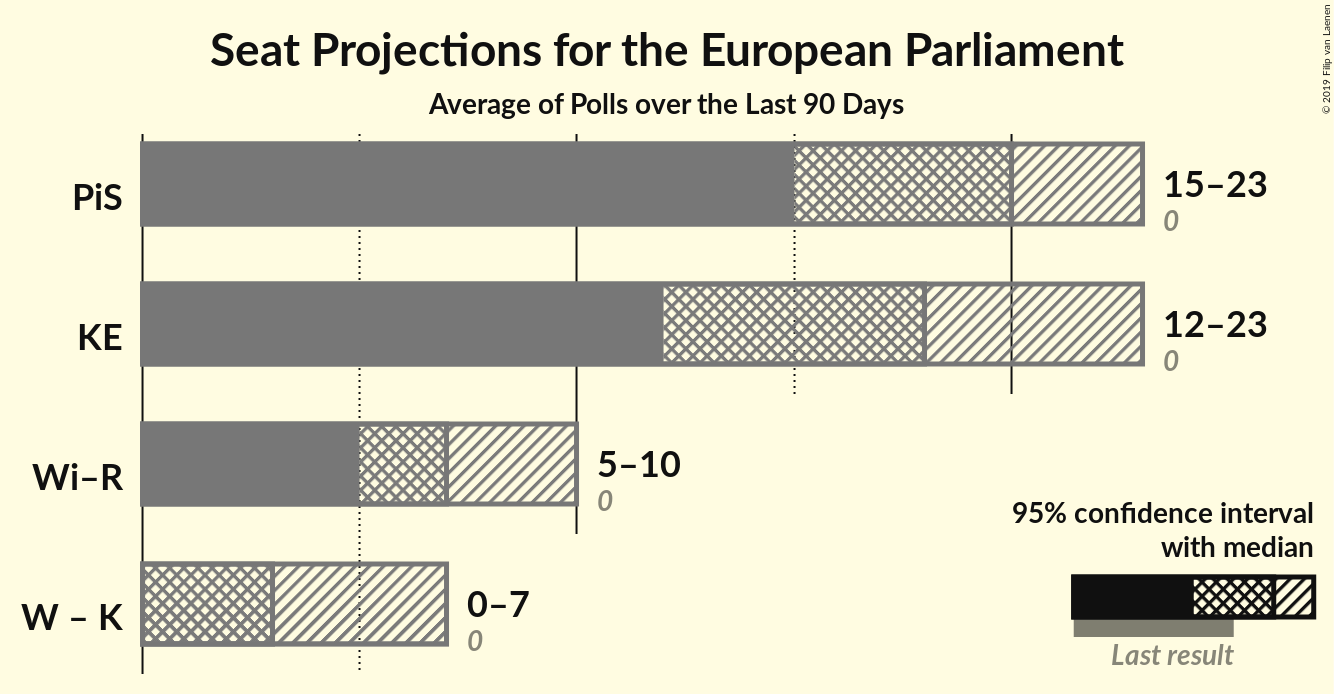 Seat Projections for the European Parliament
Average of Polls over the Last 90 Days
© 2019 Filip van Laenen
PiS
15–23
0
KE
12–23
0
Wi–R
5–10
0
W – K
0–7
0
95% confidence interval
with median
Last result